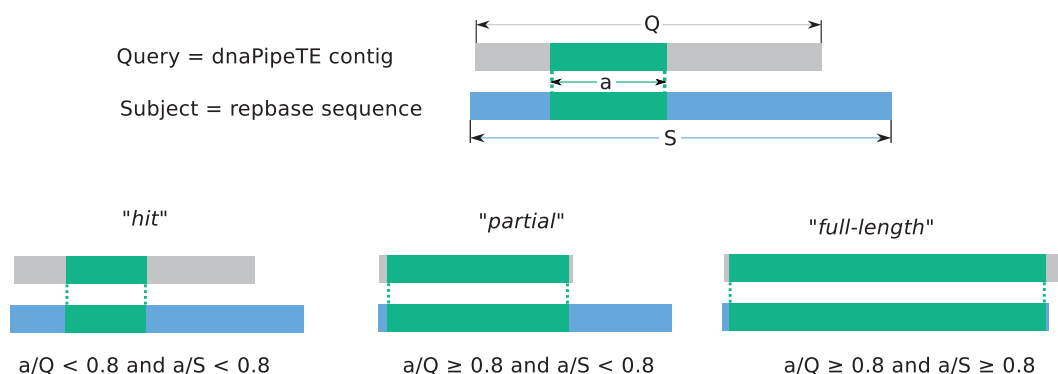 Q
Query = dnaPipeTE contig
a
Subject = repbase sequence
S
"hit"
"partial"
"full-length"
a/Q < 0.8 and a/S < 0.8
a/Q ≥ 0.8 and a/S < 0.8
a/Q ≥ 0.8 and a/S ≥ 0.8